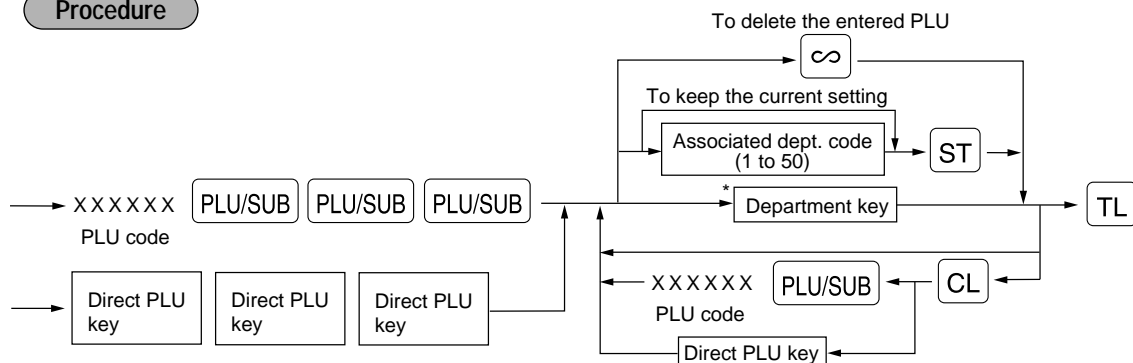 Procedure
To delete the entered PLU
∽
To keep the current setting
Associated dept. code
(1 to 50)
ST
XXXXXX PLU/SUB PLU/SUB PLU/SUB
PLU code
* Department key
TL
XXXXXX PLU/SUB CL
PLU code
Direct PLU
key
Direct PLU
key
Direct PLU
key
Direct PLU key